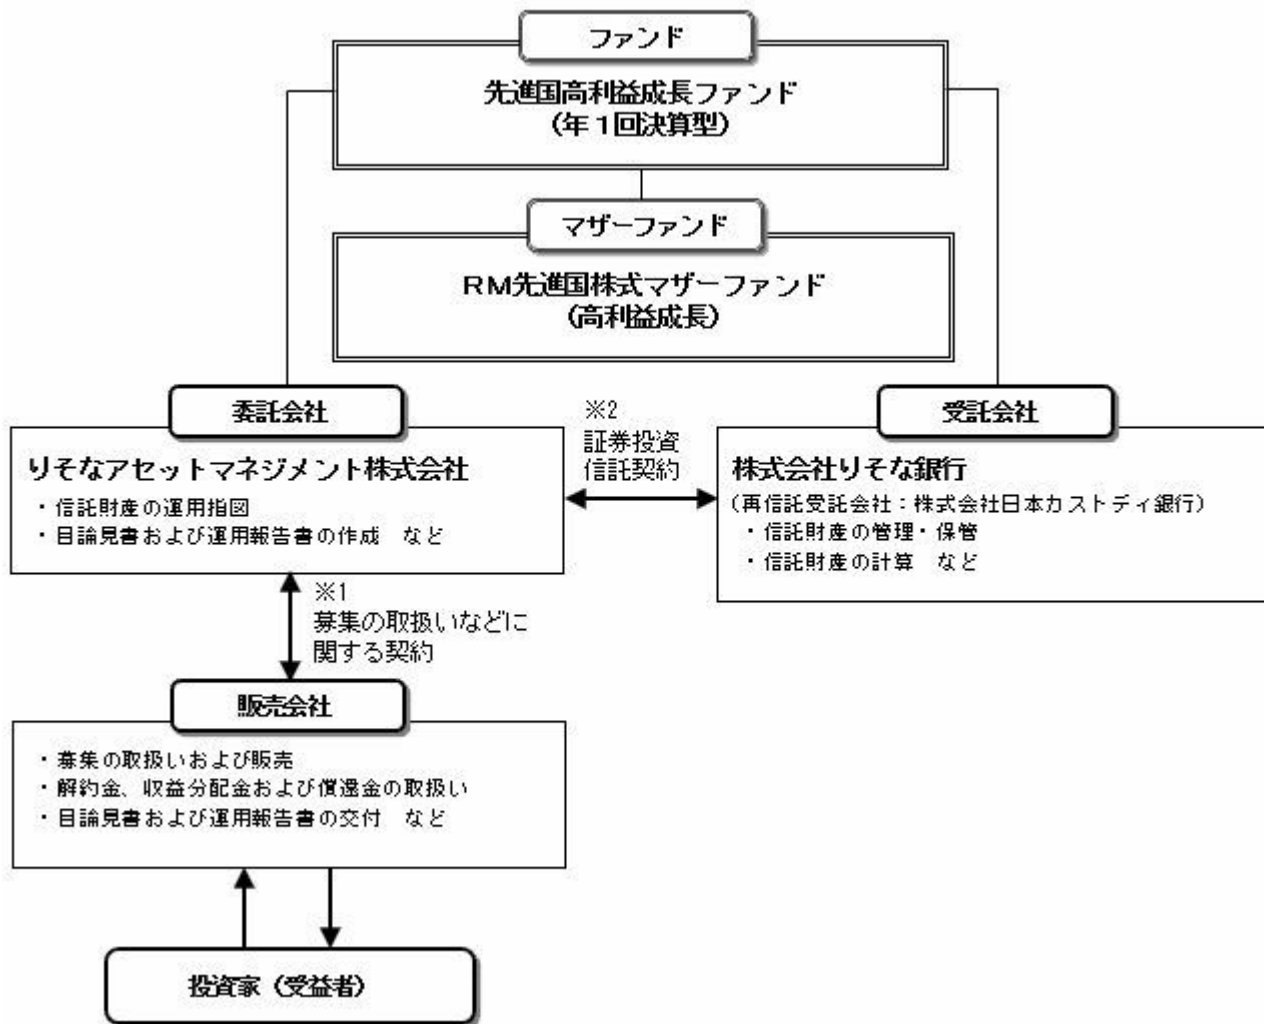 ファンド
先進国高利益成長ファンド
(年1回決算型)
マザーファンド
RM先進国株式マザーファンド
(高利益成長)
委託会社
りそなアセットマネジメント株式会社
・信託財産の運用指図
・目論見書および運用報告書の作成 など
※2
証券投資
信託契約
受託会社
株式会社りそな銀行
(再信託受託会社:株式会社日本カストディ銀行)
・信託財産の管理・保管
・信託財産の計算 など
※1
募集の取扱いなどに
関する契約
販売会社
・募集の取扱いおよび販売
・解約金、収益分配金および償還金の取扱い
・目論見書および運用報告書の交付 など
投資家(受益者)